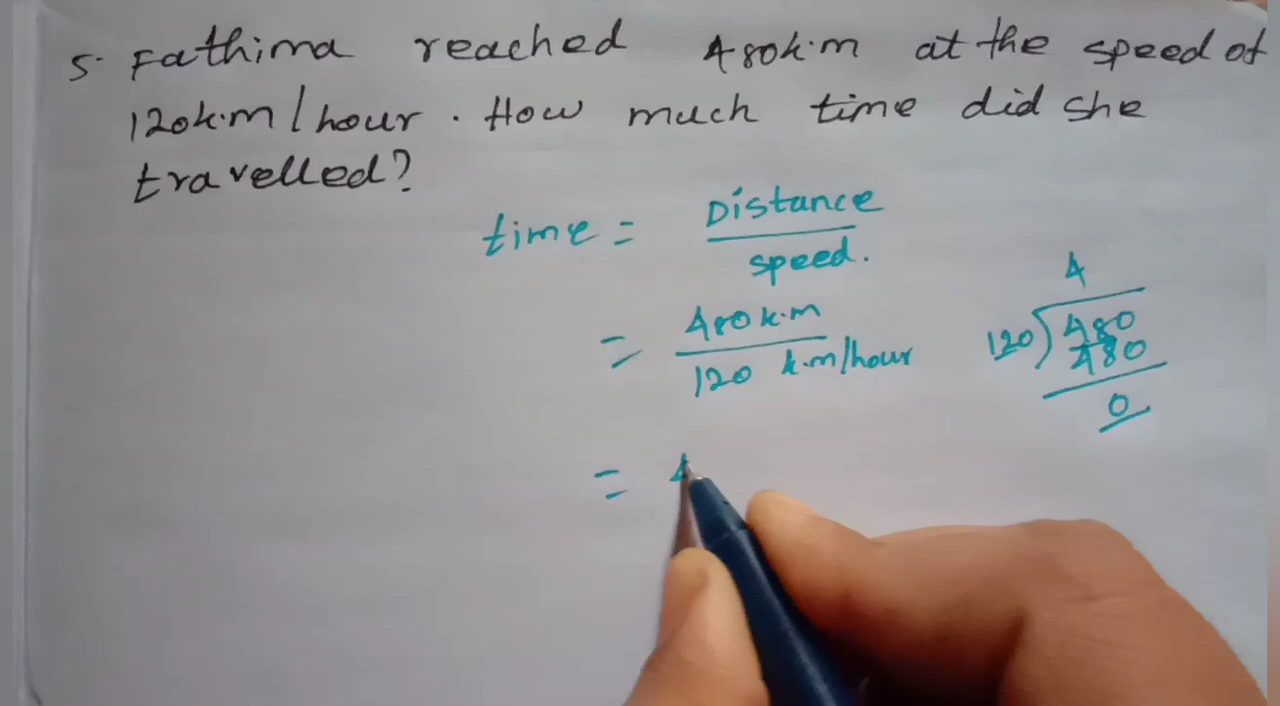 5. Fathima reached 480k.m at the speed of
120k.m/hour. How much time did she
travelled?
time = Distance
speed.
= 480k.m
120 k.m/hour
= 4
4
120)480
480
0